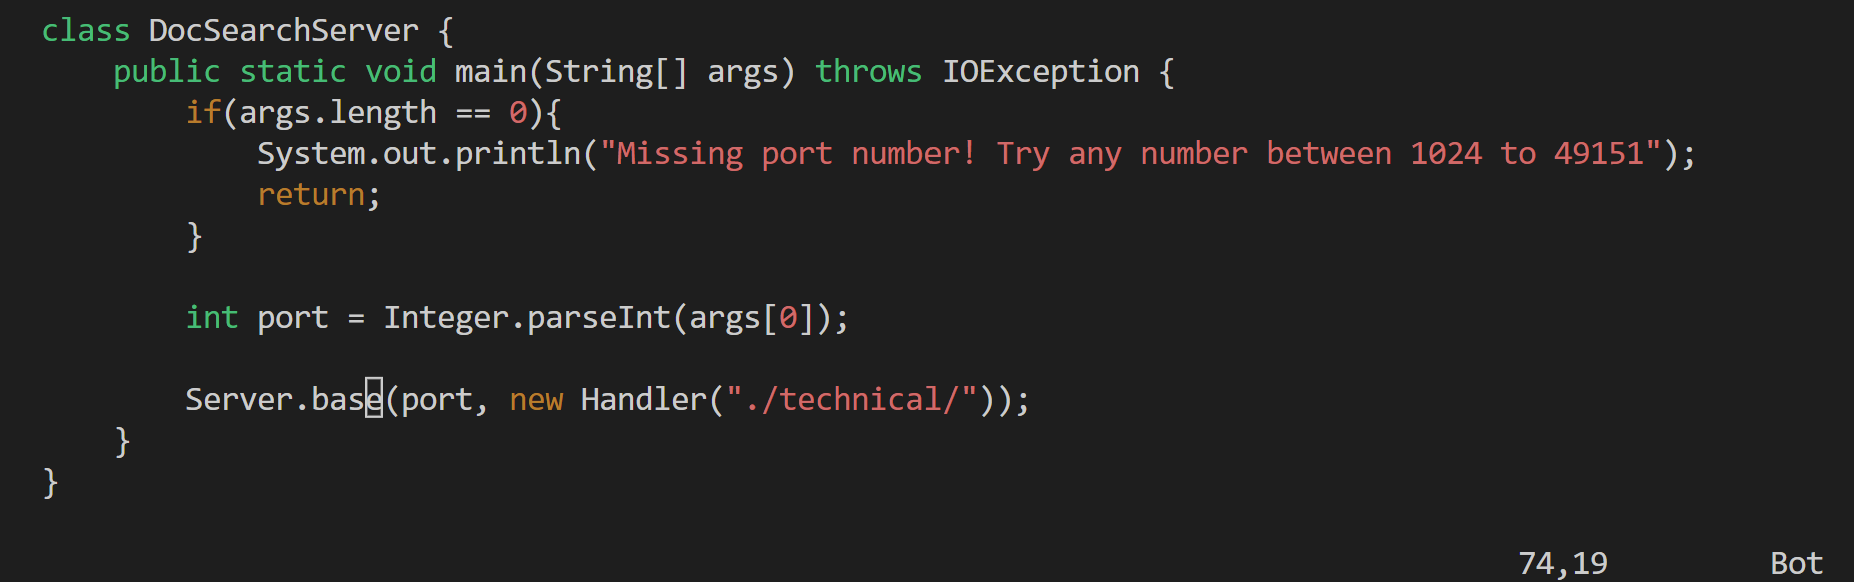 class DocSearchServer {
    public static void main(String[] args) throws IOException {
        if(args.length == 0){
            System.out.println("Missing port number! Try any number between 1024 to 49151");
            return;
        }

        int port = Integer.parseInt(args[0]);

        Server.base(port, new Handler("./technical/"));
    }
}
74,19 Bot